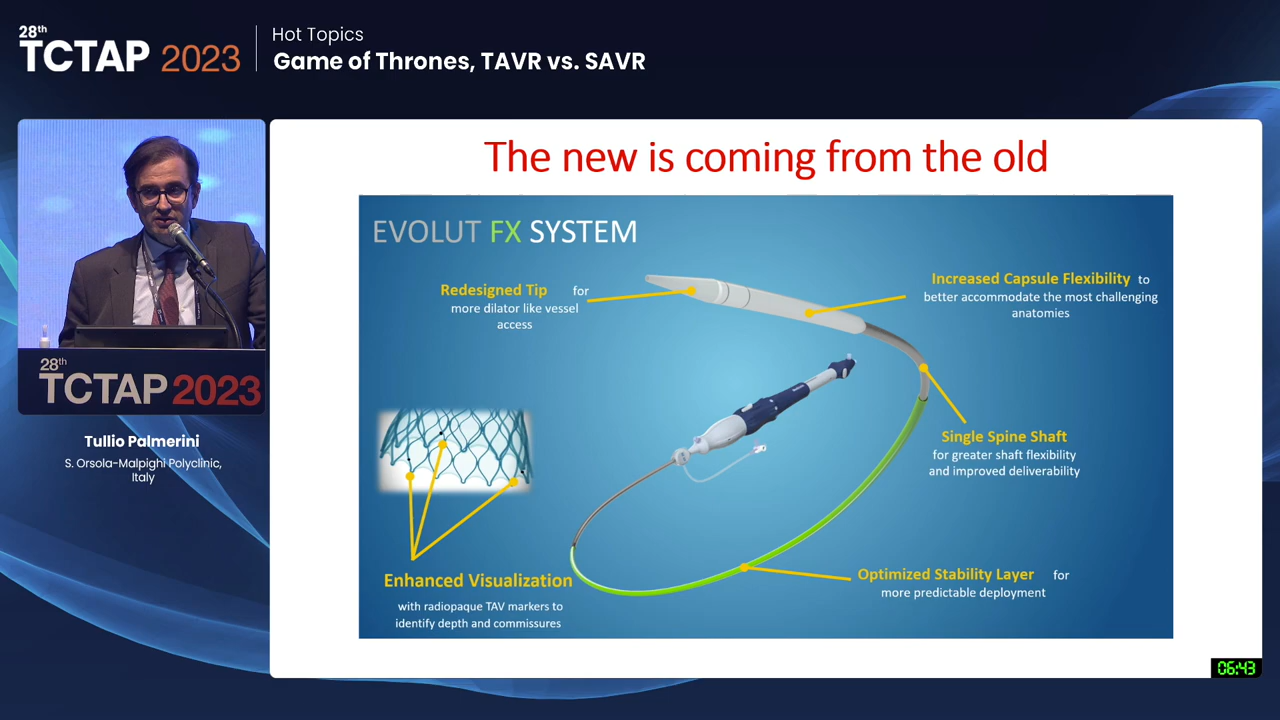 28th
TCTAP 2023
Hot Topics
Game of Thrones, TAVR vs. SAVR
The new is coming from the old
EVOLUT FX SYSTEM
Redesigned Tip for
more dilator like vessel
access
Increased Capsule Flexibility to
better accommodate the most challenging
anatomies
Single Spine Shaft
for greater shaft flexibility
and improved deliverability
Enhanced Visualization
with radiopaque TAV markers to
identify depth and commissures
Optimized Stability Layer for
more predictable deployment
28th
TCTAP 2023
Tullio Palmerini
S. Orsola-Malpighi Polyclinic,
Italy
06:43